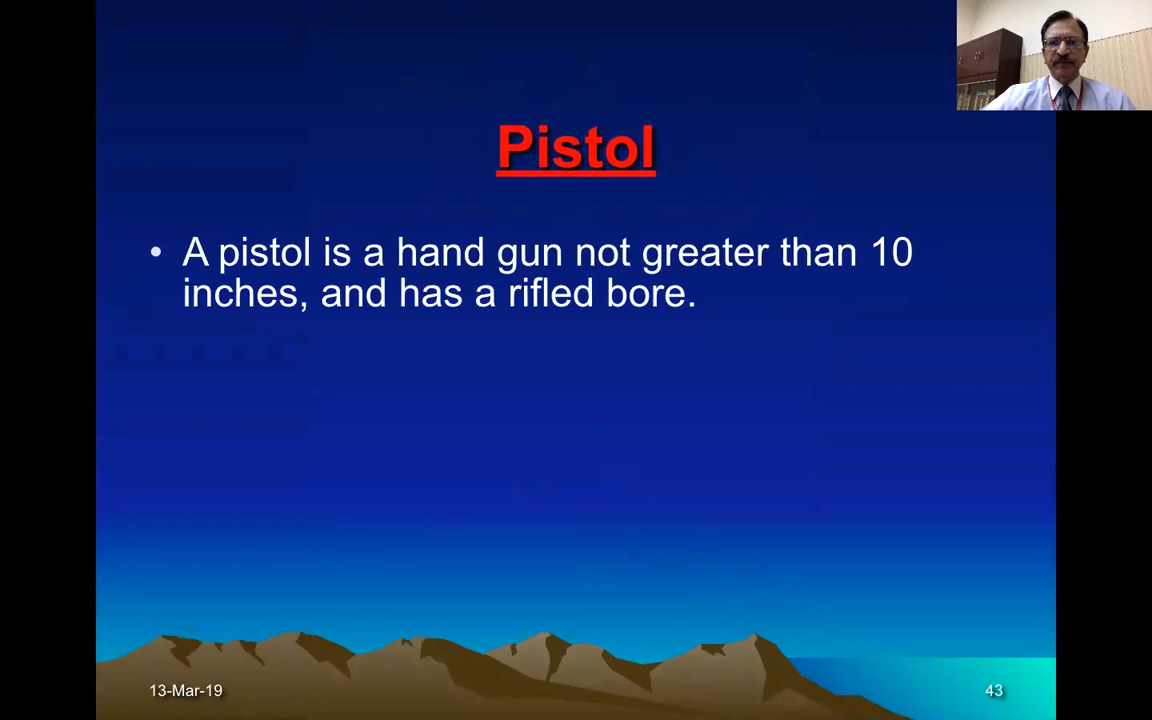 Pistol
• A pistol is a hand gun not greater than 10
inches, and has a rifled bore.
13-Mar-19
43